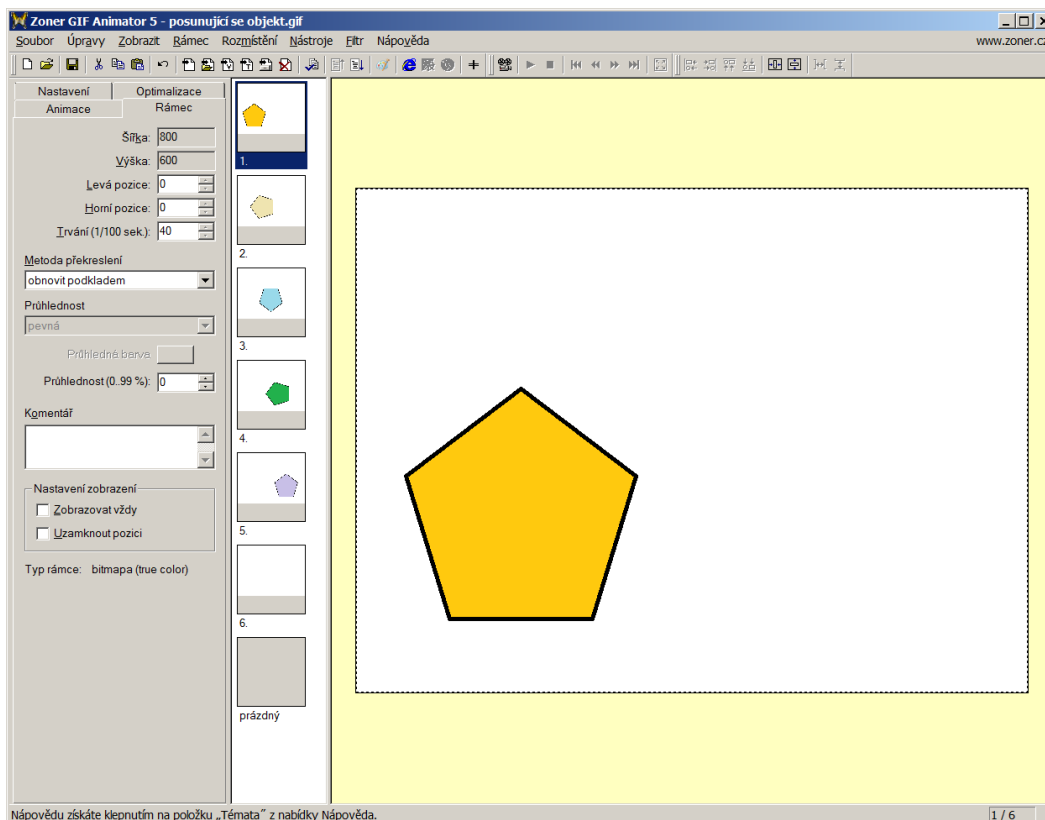 Zoner GIF Animator 5 - posunující se objekt.gif
Soubor Úpravy Zobrazit Rámec Rozmístění Nástroje Filtr Nápověda www.zoner.cz
Nastavení Optimalizace
Animace Rámec
Šířka: 800
Výška: 600
Levá pozice: 0
Horní pozice: 0
Trvání (1/100 sek.): 40
Metoda překreslení
obnovit podkladem
Průhlednost
pevná
Průhledná barva
Průhlednost (0..99 %): 0
Komentář
Nastavení zobrazení
Zobrazovat vždy
Uzamknout pozici
Typ rámce: bitmapa (true color)
1.
2.
3.
4.
5.
6.
prázdný
Nápovědu získáte klepnutím na položku „Témata“ z nabídky Nápověda. 1 / 6